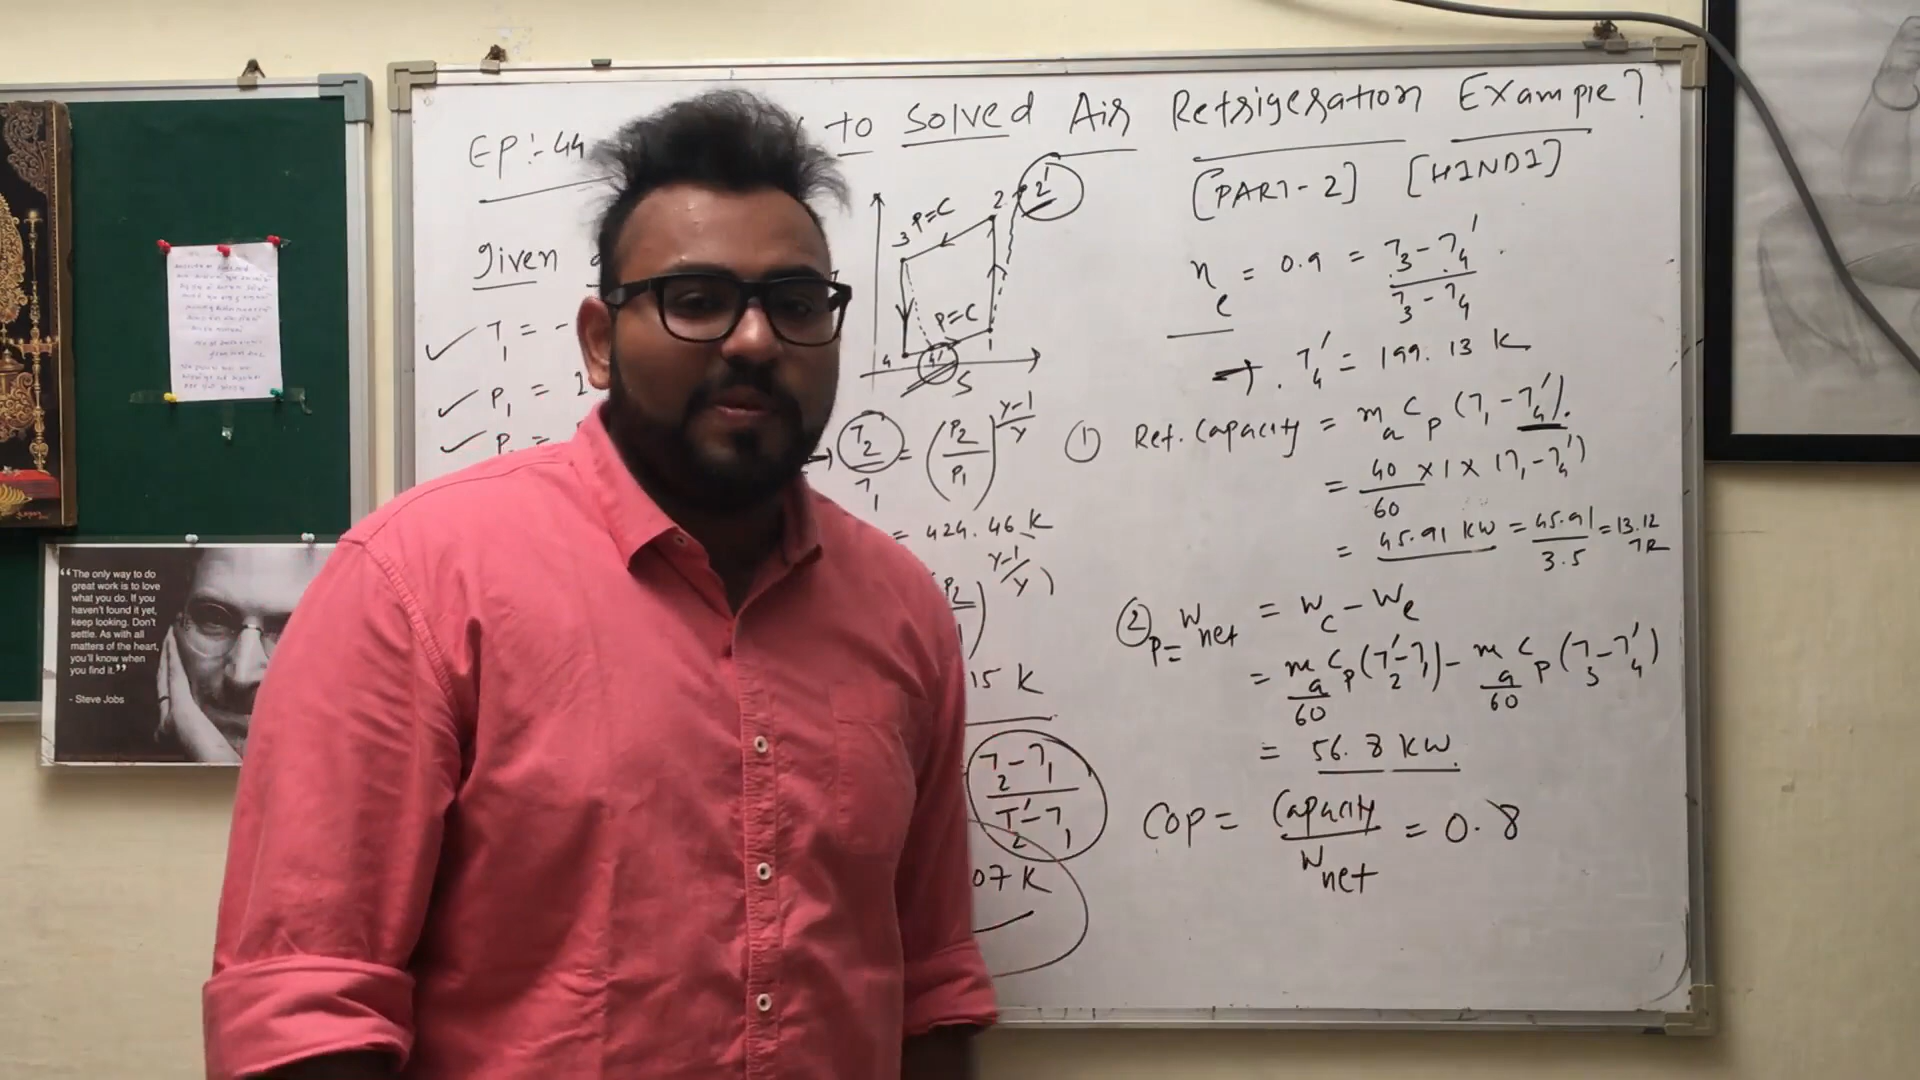 EP:-44 to Solved Air Refrigeration Example?
[PART-2] [HINDI]
Given
T1 = -
P1 = 2
P =
P=C
P=C
1
2
2'
3
4
4'
S
T2/T1 = (P2/P1)^(γ-1)/γ
= 424.46 K
P2 γ-1/γ
15 K
T2-T1/T2'-T1
07 K
ηe = 0.9 = T3-T4'/T3-T4
→ . T4' = 199.13 K
① Ref. Capacity = ma Cp (T1-T4').
= 40/60 x 1 x (T1-T4')
= 45.91 KW = 45.91/3.5 = 13.12 TR
② P= Wnet = Wc - We
= ma/60 Cp (T2'-T1) - ma/60 Cp (T3-T4')
= 56.8 KW
COP = Capacity/Wnet = 0.8
“The only way to do
great work is to love
what you do. If you
haven't found it yet,
keep looking. Don't
settle. As with all
matters of the heart,
you'll know when
you find it.”
- Steve Jobs